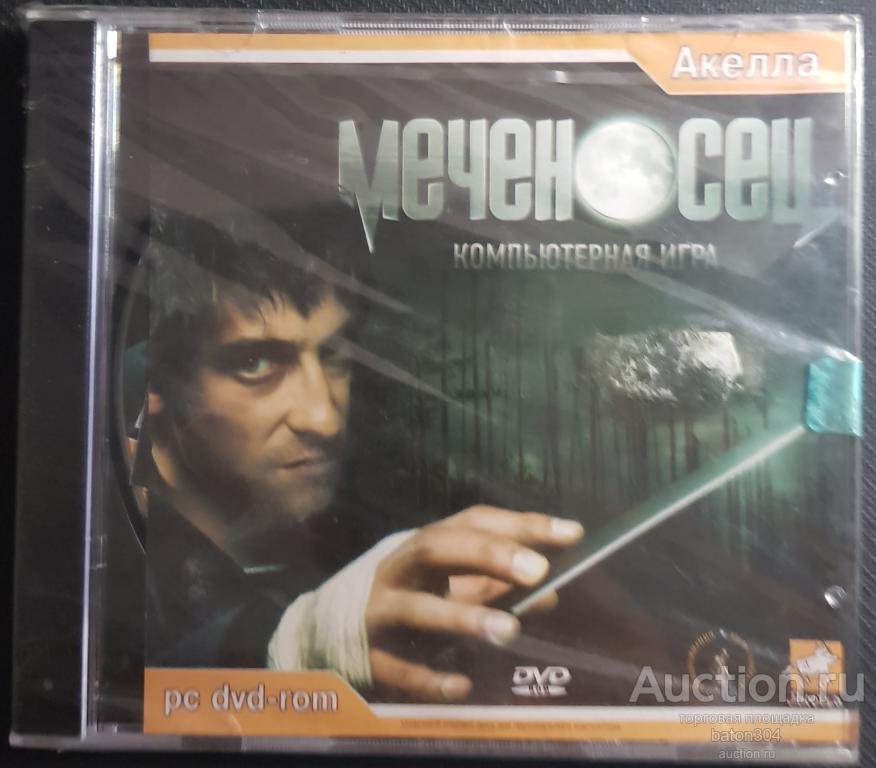 Акелла
МЕЧЕНОСЕЦ
КОМПЬЮТЕРНАЯ ИГРА
DVD
pc dvd-rom
Auction.ru
торговая площадка
baton304
auction.ru